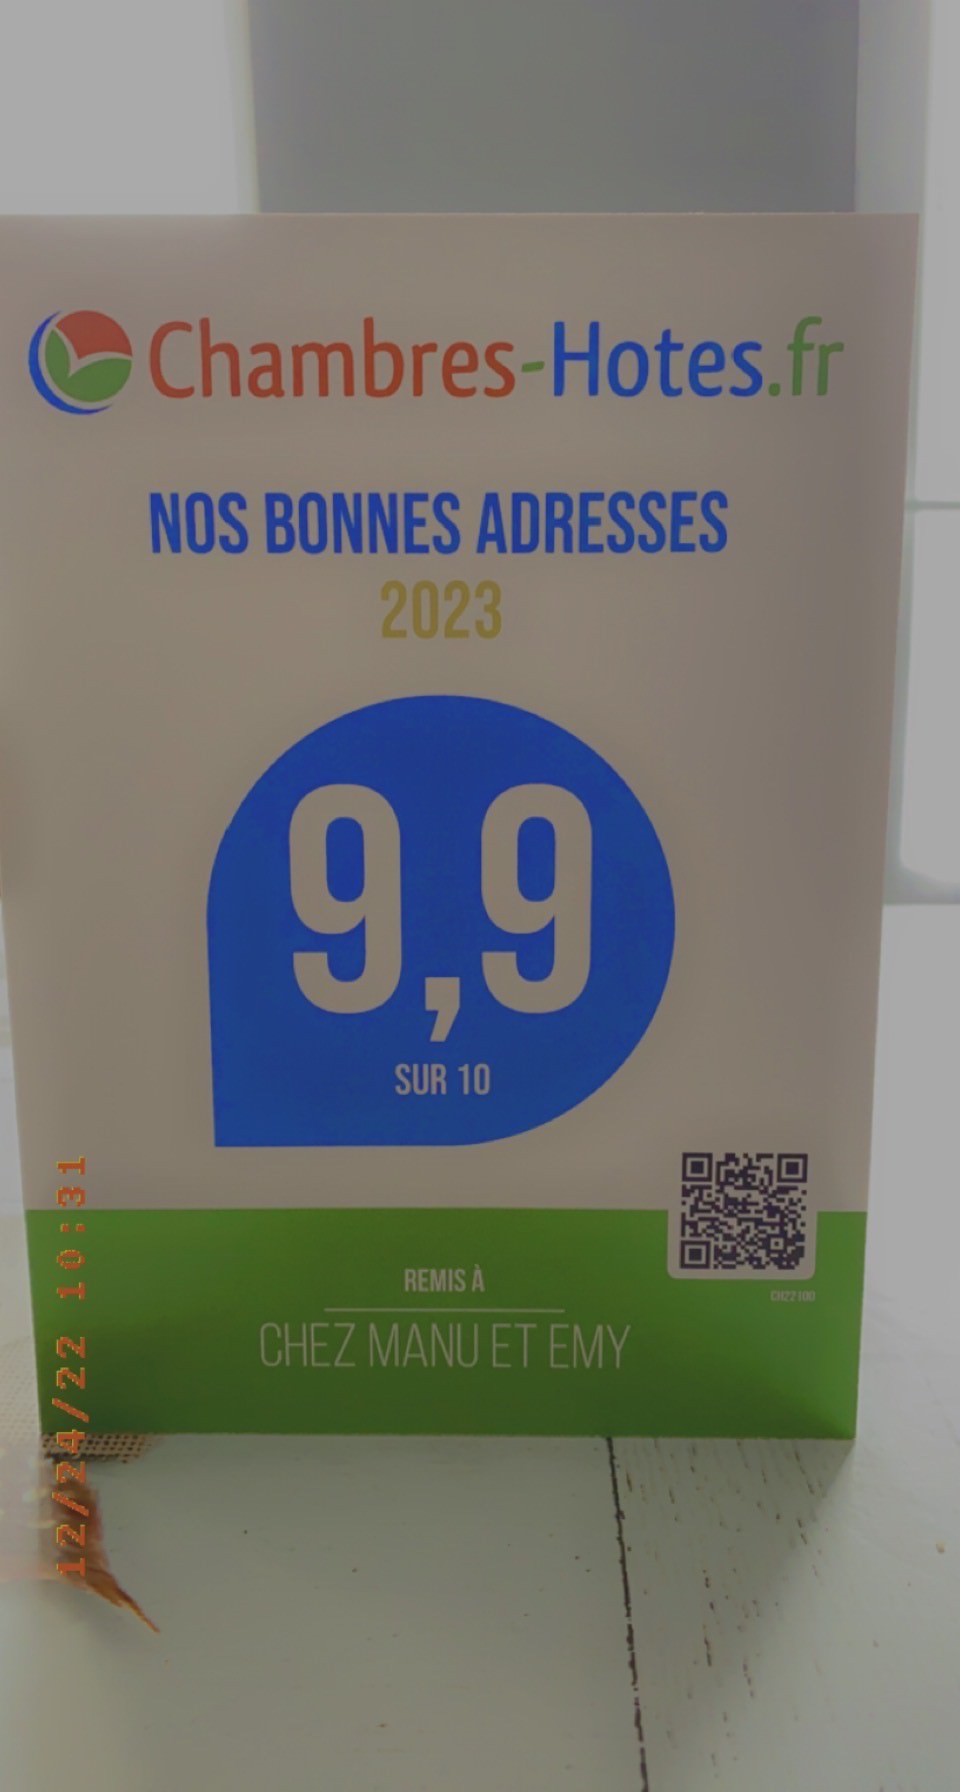 Chambres-Hotes.fr
NOS BONNES ADRESSES
2023
9,9
SUR 10
REMIS À
CHEZ MANU ET EMY
CH22100
12/24/22 10:31